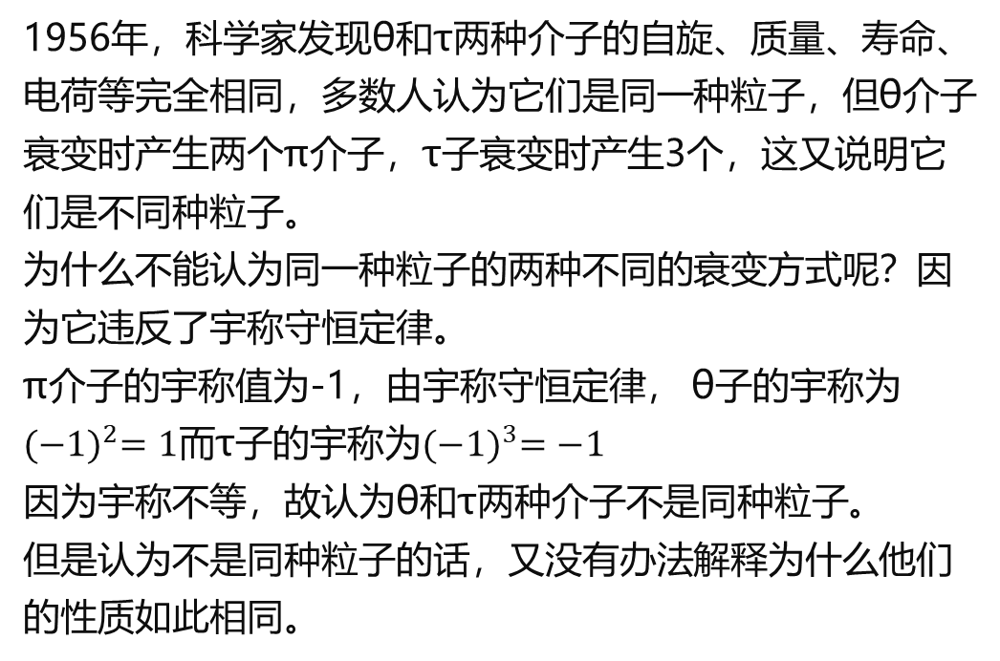 1956年，科学家发现θ和τ两种介子的自旋、质量、寿命、
电荷等完全相同，多数人认为它们是同一种粒子，但θ介子
衰变时产生两个π介子，τ子衰变时产生3个，这又说明它
们是不同种粒子。
为什么不能认为同一种粒子的两种不同的衰变方式呢？因
为它违反了宇称守恒定律。
π介子的宇称值为-1，由宇称守恒定律， θ子的宇称为
(−1)²= 1而τ子的宇称为(−1)³= −1
因为宇称不等，故认为θ和τ两种介子不是同种粒子。
但是认为不是同种粒子的话，又没有办法解释为什么他们
的性质如此相同。